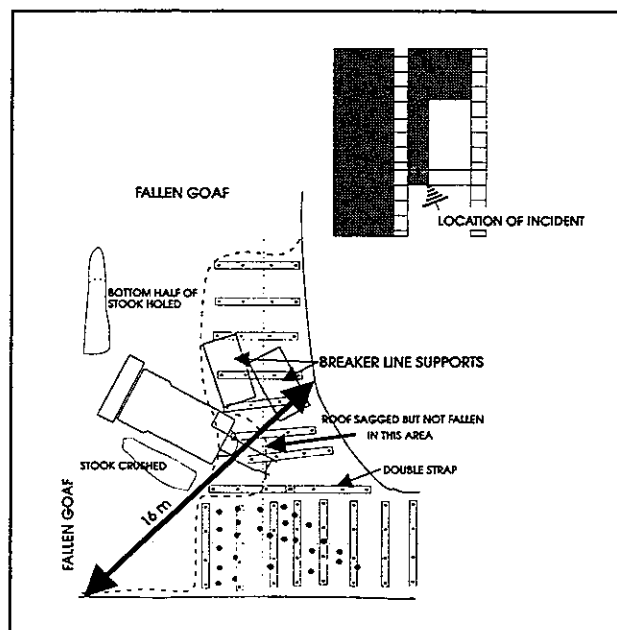 FALLEN GOAF
LOCATION OF INCIDENT
BOTTOM HALF OF
STOOK HOLED
BREAKER LINE SUPPORTS
ROOF SAGGED BUT NOT FALLEN
IN THIS AREA
STOOK CRUSHED
DOUBLE STRAP
16 m
FALLEN GOAF